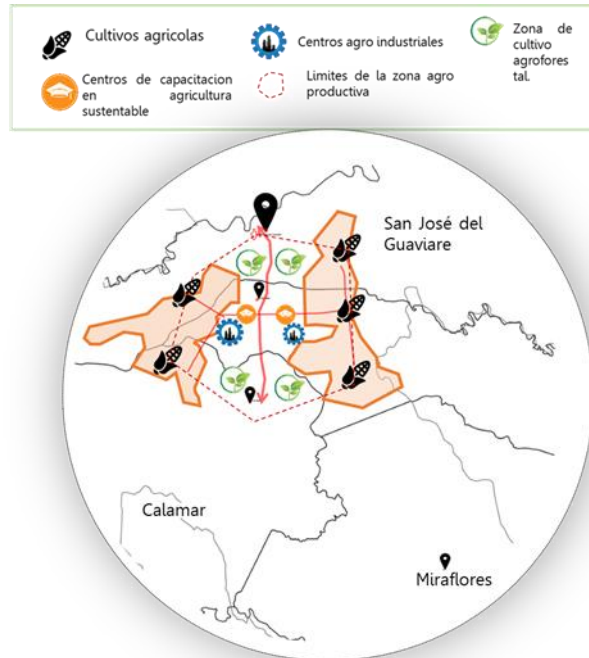 Cultivos agricolas
Centros agro industriales
Zona de
cultivo
agrofores
tal.
Centros de capacitacion
en agricultura
sustentable
Limites de la zona agro
productiva
San José del
Guaviare
Calamar
Miraflores